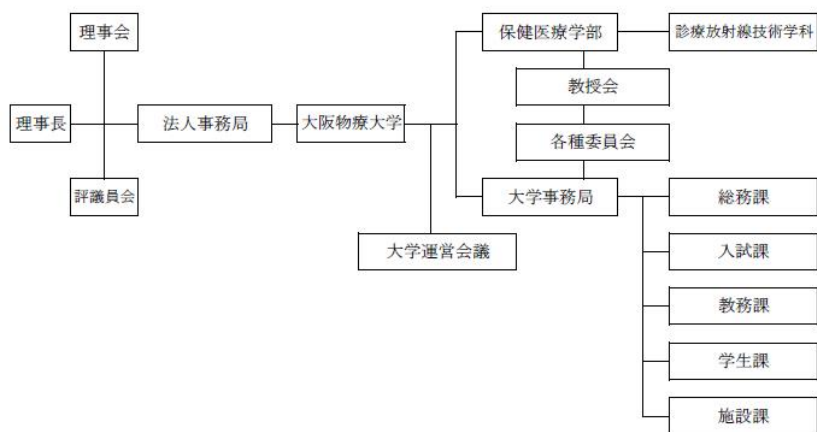 理事会
保健医療学部
診療放射線技術学科
教授会
理事長
法人事務局
大阪物療大学
各種委員会
評議員会
大学事務局
総務課
大学運営会議
入試課
教務課
学生課
施設課